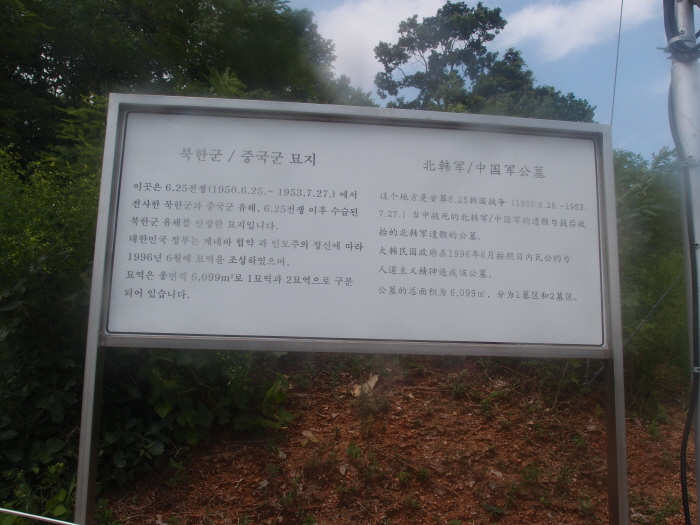 북한군 / 중국군 묘지
이곳은 6.25전쟁(1950.6.25.~ 1953.7.27.) 에서
전사한 북한군과 중국군 유해, 6.25전쟁 이후 수습된
북한군 유해를 안장한 묘지입니다.
대한민국 정부는 제네바 협약 과 인도주의 정신에 따라
1996년 6월에 묘역을 조성하였으며,
묘역은 총면적 6,099m²로 1묘역과 2묘역으로 구분
되어 있습니다.
北韩军/中国军公墓
这个地方是安葬6.25韩国战争 (1950.6.25.~1953.
7.27.) 当中战死的北韩军/中国军的遗骸与战后收
拾的北韩军遗骸的公墓。
大韩民国政府在1996年6月按照日内瓦公约与
人道主义精神造成该公墓。
公墓的总面积为 6,099㎡, 分为1墓区和2墓区。